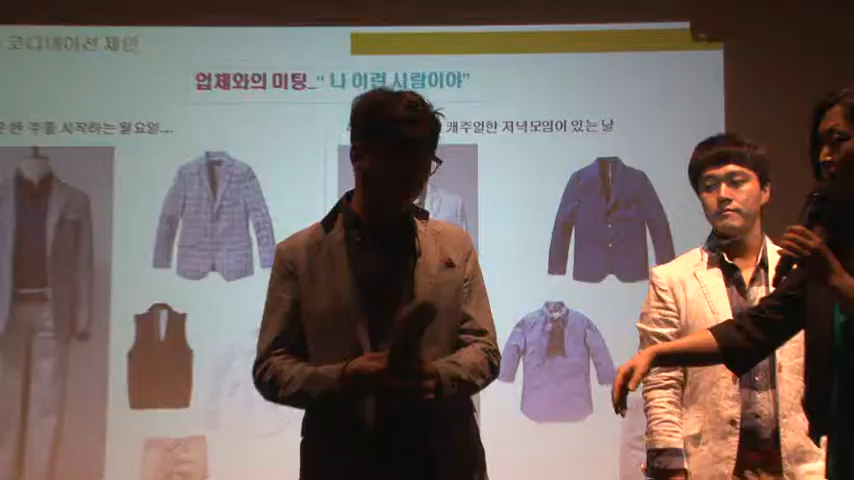 코디네이션 제안
업체와의 미팅_“ 나 이런 사람이야”
한 주를 시작하는 월요일...
캐주얼한 저녁모임이 있는 날